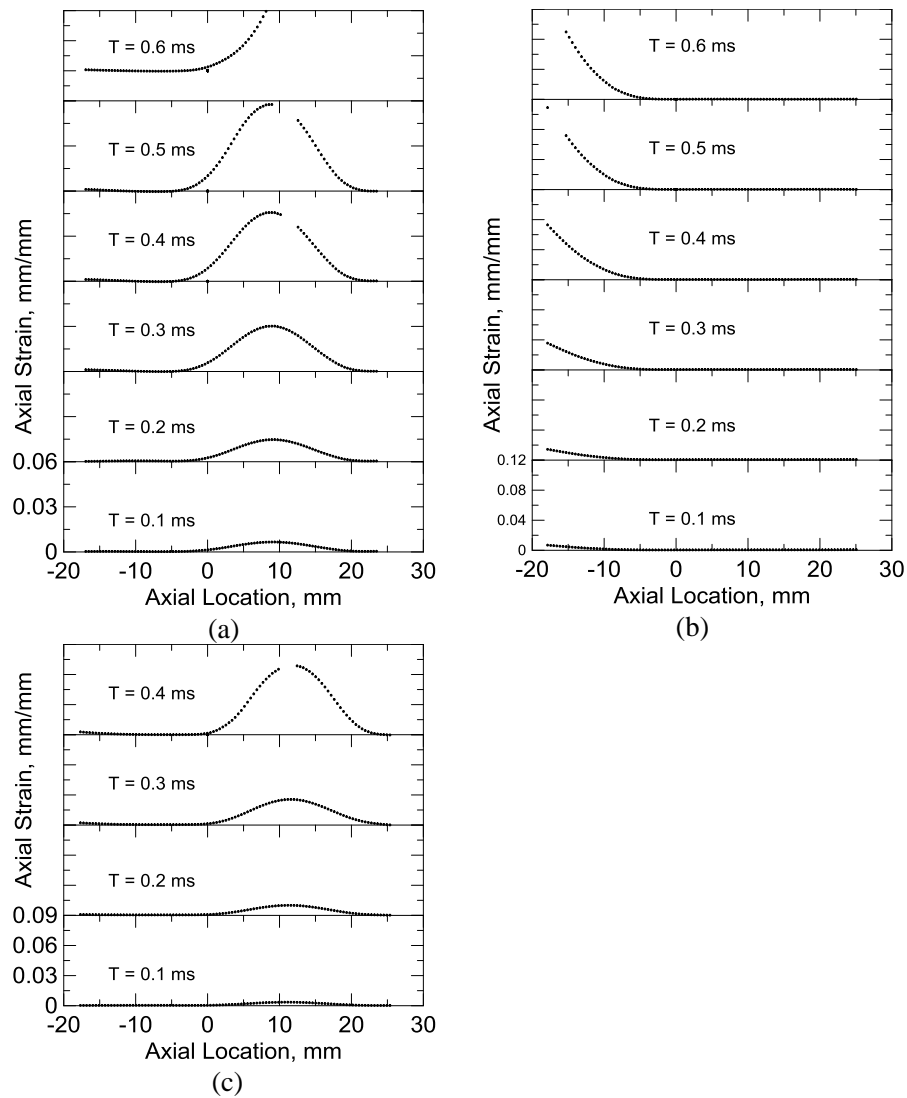 T = 0.6 ms
T = 0.5 ms
T = 0.4 ms
T = 0.3 ms
T = 0.2 ms
T = 0.1 ms
Axial Strain, mm/mm
0.06
0.03
0
-20 -10 0 10 20 30
Axial Location, mm
(a)
T = 0.6 ms
T = 0.5 ms
T = 0.4 ms
T = 0.3 ms
T = 0.2 ms
T = 0.1 ms
Axial Strain, mm/mm
0.12
0.08
0.04
0
-20 -10 0 10 20 30
Axial Location, mm
(b)
T = 0.4 ms
T = 0.3 ms
T = 0.2 ms
T = 0.1 ms
Axial Strain, mm/mm
0.09
0.06
0.03
0
-20 -10 0 10 20 30
Axial Location, mm
(c)